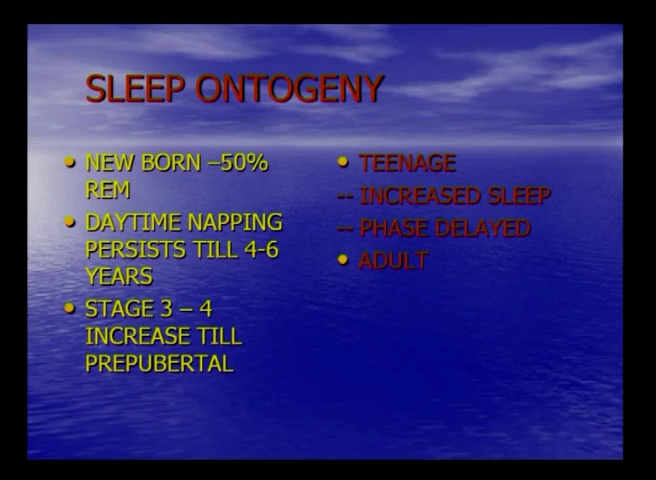 SLEEP ONTOGENY
• NEW BORN –50%
REM
• DAYTIME NAPPING
PERSISTS TILL 4-6
YEARS
• STAGE 3 – 4
INCREASE TILL
PREPUBERTAL
• TEENAGE
-- INCREASED SLEEP
-- PHASE DELAYED
• ADULT